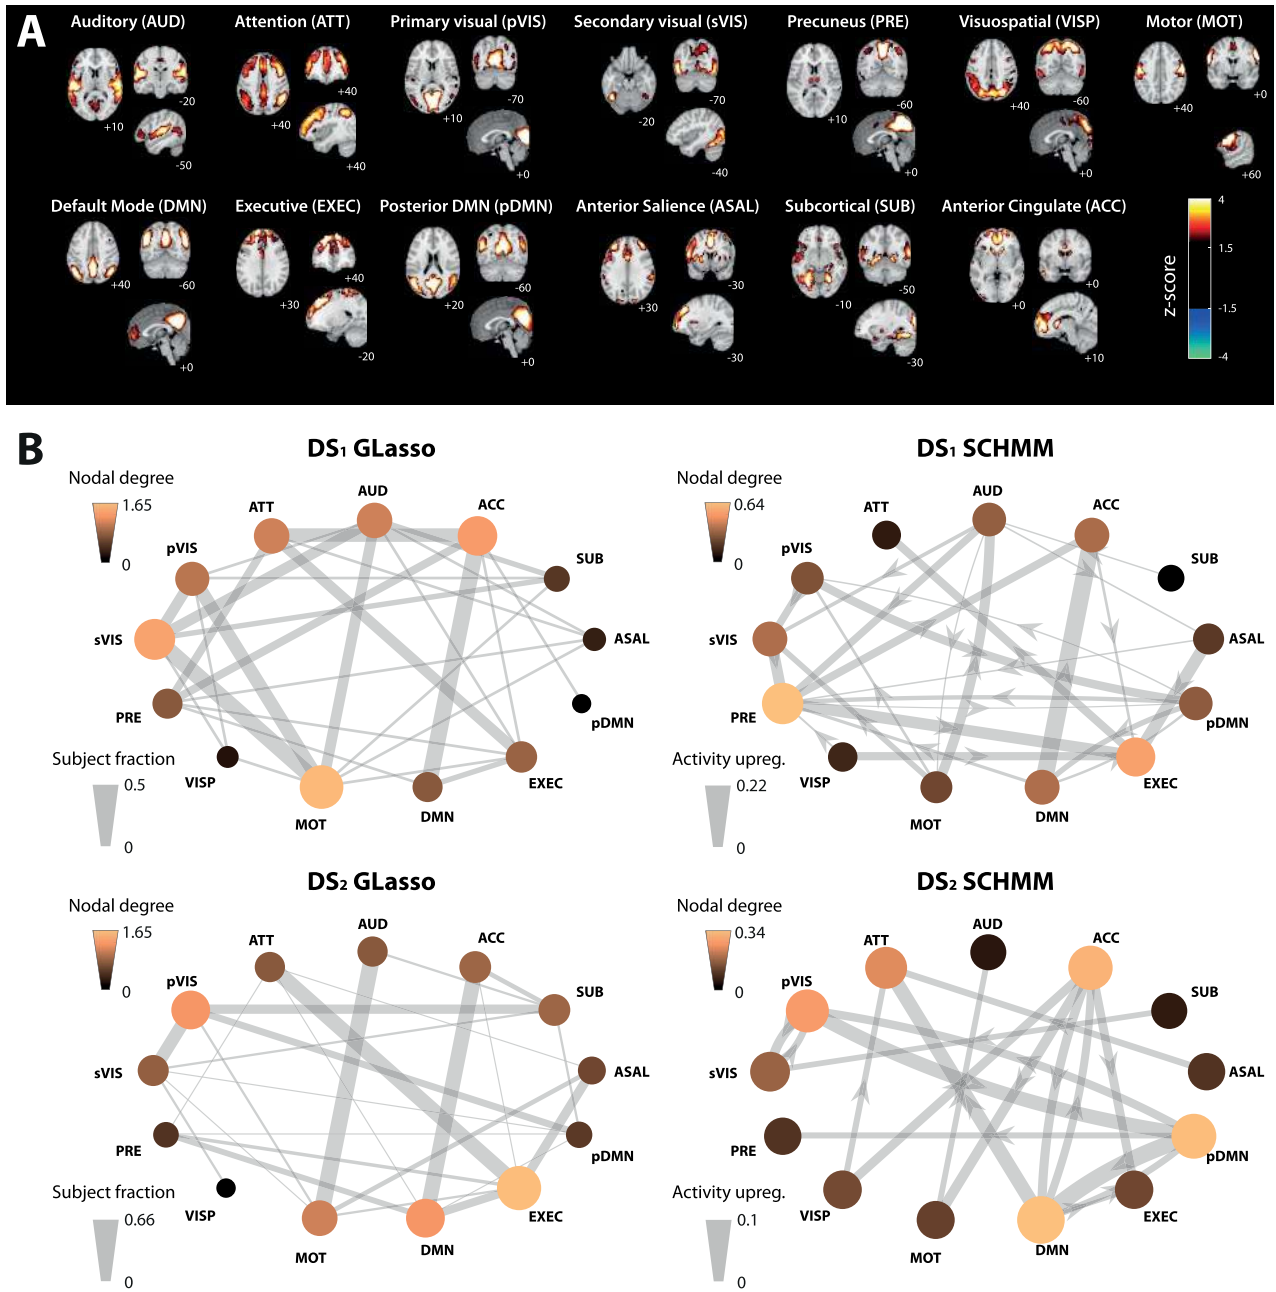 A
Auditory (AUD)
Attention (ATT)
Primary visual (pVIS)
Secondary visual (sVIS)
Precuneus (PRE)
Visuospatial (VISP)
Motor (MOT)
-20
+10
-50
+40
+40
+40
-70
+10
+0
-70
-20
-40
-60
+10
+0
+40
-60
+0
+0
+40
+60
Default Mode (DMN)
Executive (EXEC)
Posterior DMN (pDMN)
Anterior Salience (ASAL)
Subcortical (SUB)
Anterior Cingulate (ACC)
+40
-60
+0
+40
+30
-20
-60
+20
+0
-30
+30
-30
-50
-10
-30
+0
+0
+10
z-score
4
1.5
-1.5
-4
B
DS1 GLasso
Nodal degree
1.65
0
AUD
ATT
ACC
pVIS
SUB
sVIS
ASAL
PRE
pDMN
VISP
EXEC
MOT
DMN
Subject fraction
0.5
0
DS1 SCHMM
Nodal degree
0.64
0
AUD
ATT
ACC
pVIS
SUB
sVIS
ASAL
PRE
pDMN
VISP
EXEC
MOT
DMN
Activity upreg.
0.22
0
DS2 GLasso
Nodal degree
1.65
0
AUD
ATT
ACC
pVIS
SUB
sVIS
ASAL
PRE
pDMN
VISP
EXEC
MOT
DMN
Subject fraction
0.66
0
DS2 SCHMM
Nodal degree
0.34
0
AUD
ATT
ACC
pVIS
SUB
sVIS
ASAL
PRE
pDMN
VISP
EXEC
MOT
DMN
Activity upreg.
0.1
0